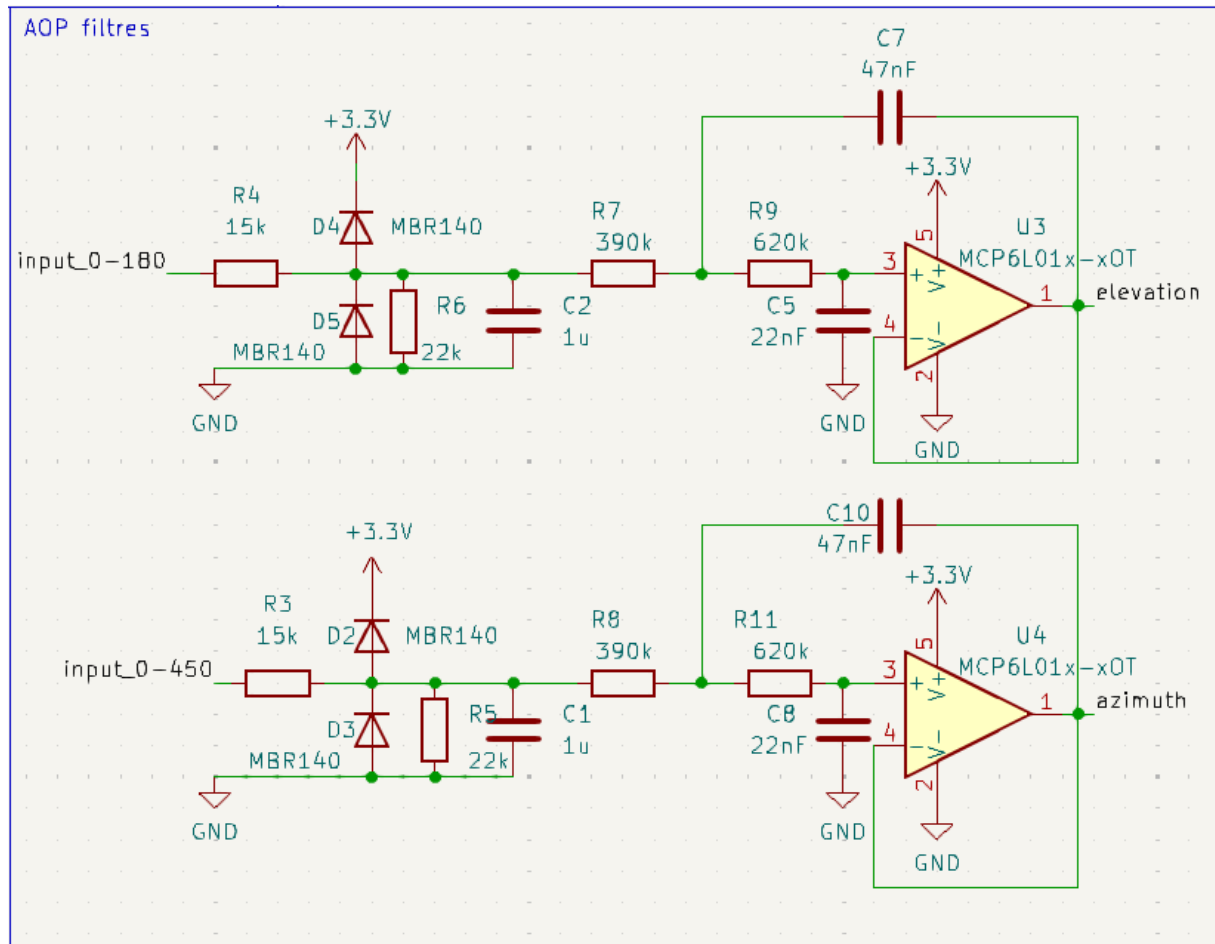 AOP filtres
C7
47nF
+3.3V
+3.3V
R4
15k
D4
MBR140
R7
390k
R9
620k
5
U3
MCP6L01x-xOT
input_0-180
3
+
V+
1
elevation
D5
MBR140
R6
22k
C2
1u
C5
22nF
4
-
V-
2
GND
GND
GND
C10
47nF
+3.3V
+3.3V
R3
15k
D2
MBR140
R8
390k
R11
620k
5
U4
MCP6L01x-xOT
input_0-450
3
+
V+
1
azimuth
D3
MBR140
R5
22k
C1
1u
C8
22nF
4
-
V-
2
GND
GND
GND